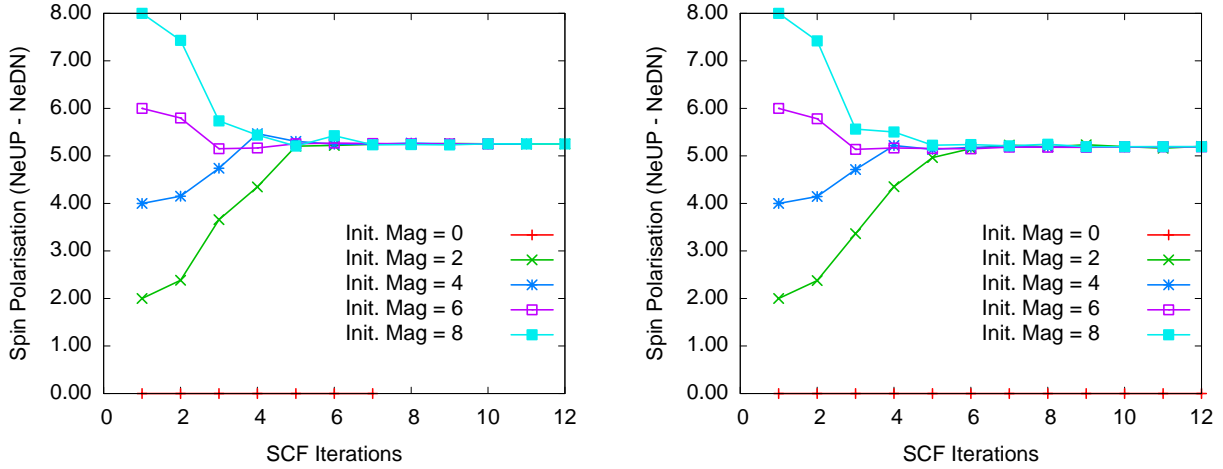 Spin Polarisation (NeUP - NeDN)
8.00
7.00
6.00
5.00
4.00
3.00
2.00
1.00
0.00
0
2
4
6
8
10
12
SCF Iterations
Init. Mag = 0
Init. Mag = 2
Init. Mag = 4
Init. Mag = 6
Init. Mag = 8
Spin Polarisation (NeUP - NeDN)
8.00
7.00
6.00
5.00
4.00
3.00
2.00
1.00
0.00
0
2
4
6
8
10
12
SCF Iterations
Init. Mag = 0
Init. Mag = 2
Init. Mag = 4
Init. Mag = 6
Init. Mag = 8